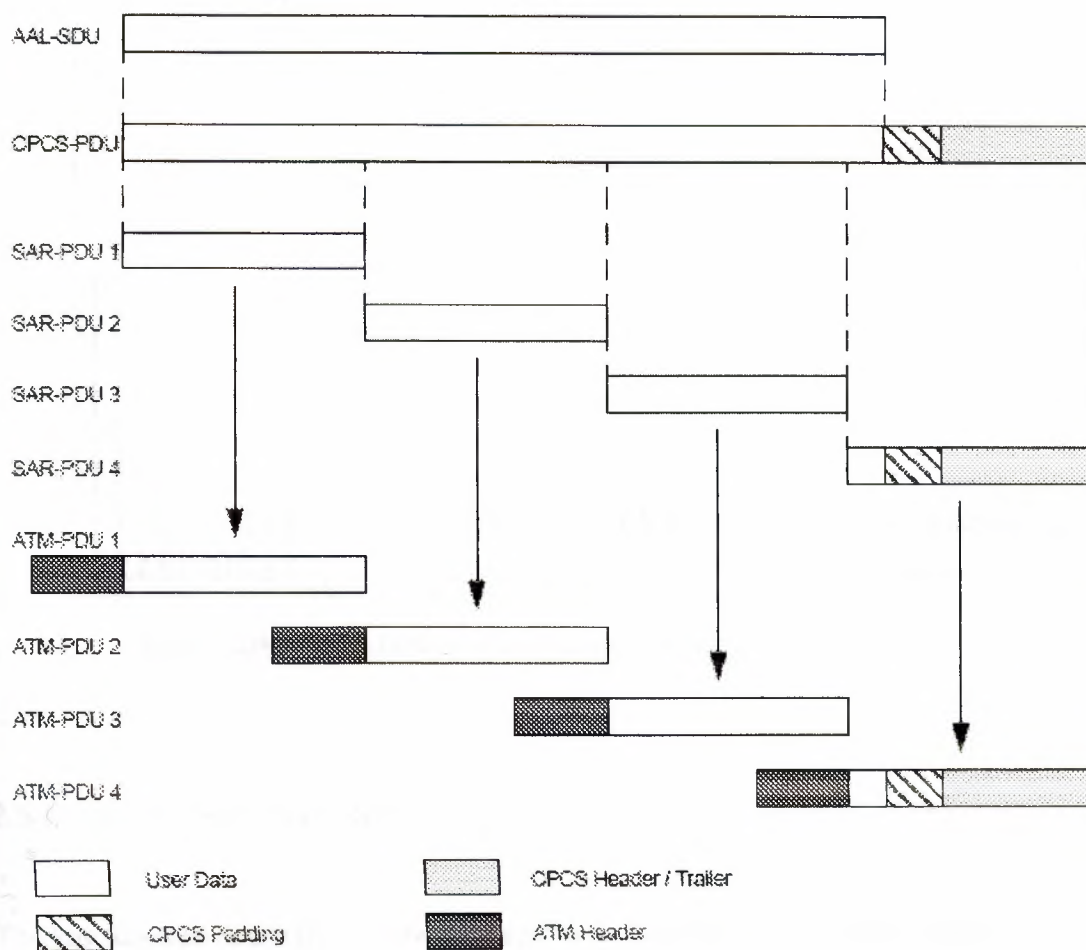 AAL-SDU
CPCS-PDU
SAR-PDU 1
SAR-PDU 2
SAR-PDU 3
SAR-PDU 4
ATM-PDU 1
ATM-PDU 2
ATM-PDU 3
ATM-PDU 4
User Data
CPCS Header / Trailer
CPCS Padding
ATM Header